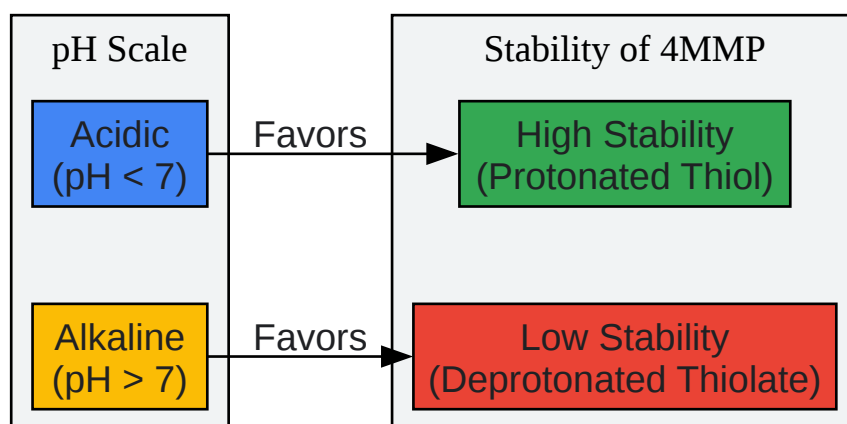 pH Scale
Stability of 4MMP
Acidic
(pH < 7)
Favors
High Stability
(Protonated Thiol)
Alkaline
(pH > 7)
Favors
Low Stability
(Deprotonated Thiolate)